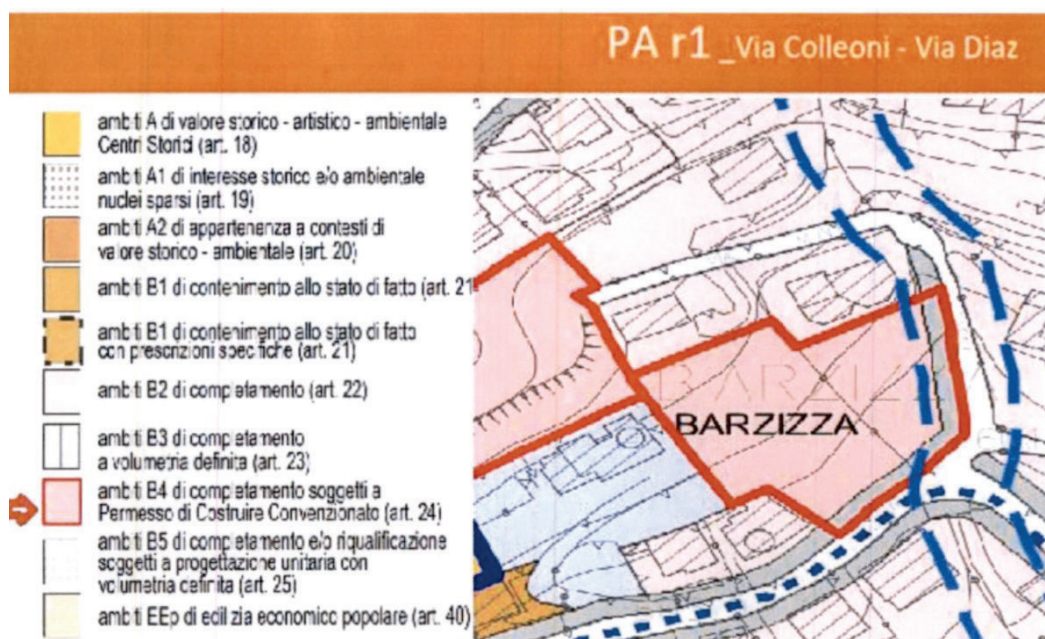 PA r1 _Via Colleoni - Via Diaz
ambiti A di valore storico - artistico - ambientale
Centri Storici (art. 18)
ambiti A1 di interesse storico e/o ambientale
nuclei sparsi (art. 19)
ambiti A2 di appartenenza a contesti di
valore storico - ambientale (art. 20)
ambiti B1 di contenimento allo stato di fatto (art. 21
ambiti B1 di contenimento allo stato di fatto
con prescrizioni specifiche (art. 21)
ambiti B2 di completamento (art. 22)
ambiti B3 di completamento
a volumetria definita (art. 23)
ambiti B4 di completamento soggetti a
Permesso di Costruire Convenzionato (art. 24)
ambiti B5 di completamento e/o riqualificazione
soggetti a progettazione unitaria con
volumetria definita (art. 25)
ambiti EEp di edilizia economico popolare (art. 40)
BARZIZZA
BARZIZZA